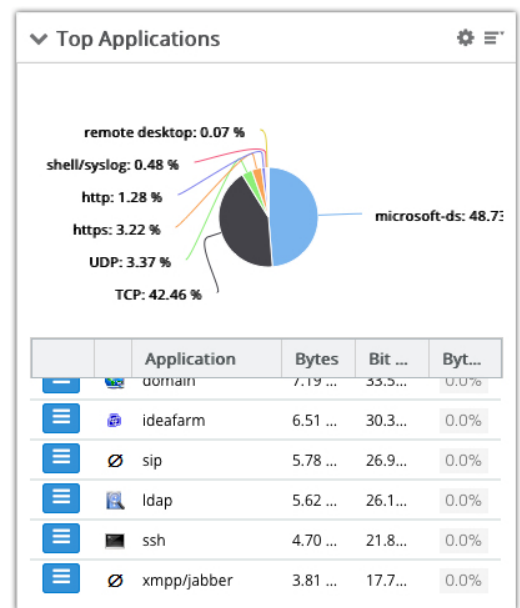 Top Applications
remote desktop: 0.07 %
shell/syslog: 0.48 %
http: 1.28 %
https: 3.22 %
UDP: 3.37 %
TCP: 42.46 %
microsoft-ds: 48.73
Application Bytes Bit ... Byt...
domain 7.19 ... 33.5... 0.0%
ideafarm 6.51 ... 30.3... 0.0%
sip 5.78 ... 26.9... 0.0%
ldap 5.62 ... 26.1... 0.0%
ssh 4.70 ... 21.8... 0.0%
xmpp/jabber 3.81 ... 17.7... 0.0%